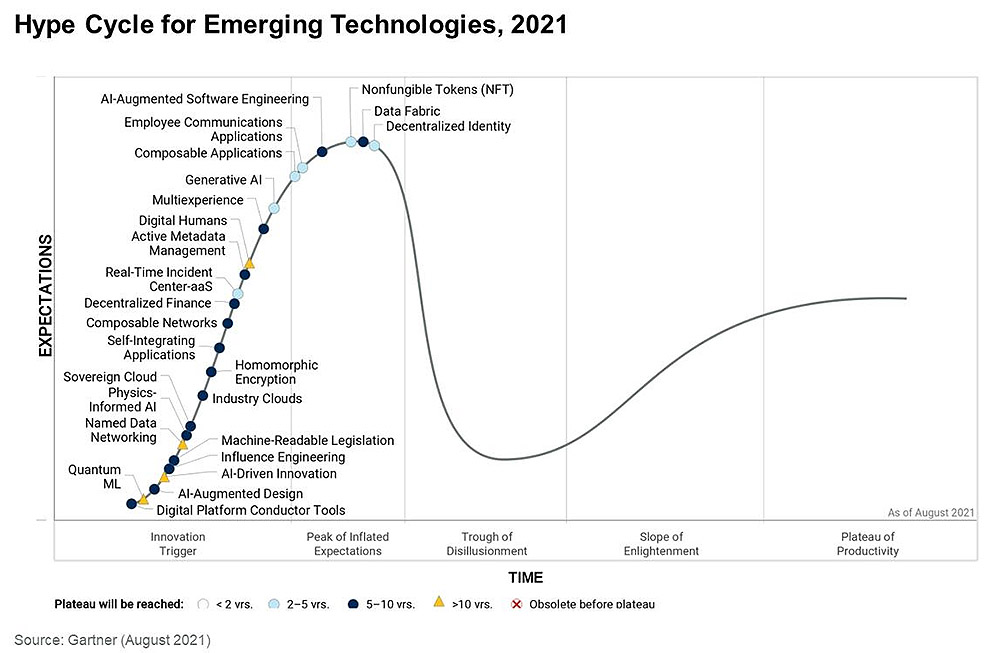 Hype Cycle for Emerging Technologies, 2021
Nonfungible Tokens (NFT)
AI-Augmented Software Engineering
Data Fabric
Employee Communications
Applications
Decentralized Identity
Composable Applications
Generative AI
Multiexperience
Digital Humans
Active Metadata
Management
Real-Time Incident
Center-aaS
Decentralized Finance
Composable Networks
Self-Integrating
Applications
Homomorphic
Encryption
Sovereign Cloud
Physics-
Informed AI
Industry Clouds
Named Data
Networking
Machine-Readable Legislation
Influence Engineering
Quantum
ML
AI-Driven Innovation
AI-Augmented Design
Digital Platform Conductor Tools
EXPECTATIONS
As of August 2021
Innovation
Trigger
Peak of Inflated
Expectations
Trough of
Disillusionment
Slope of
Enlightenment
Plateau of
Productivity
TIME
Plateau will be reached: < 2 yrs. 2–5 yrs. 5–10 yrs. >10 yrs. Obsolete before plateau
Source: Gartner (August 2021)